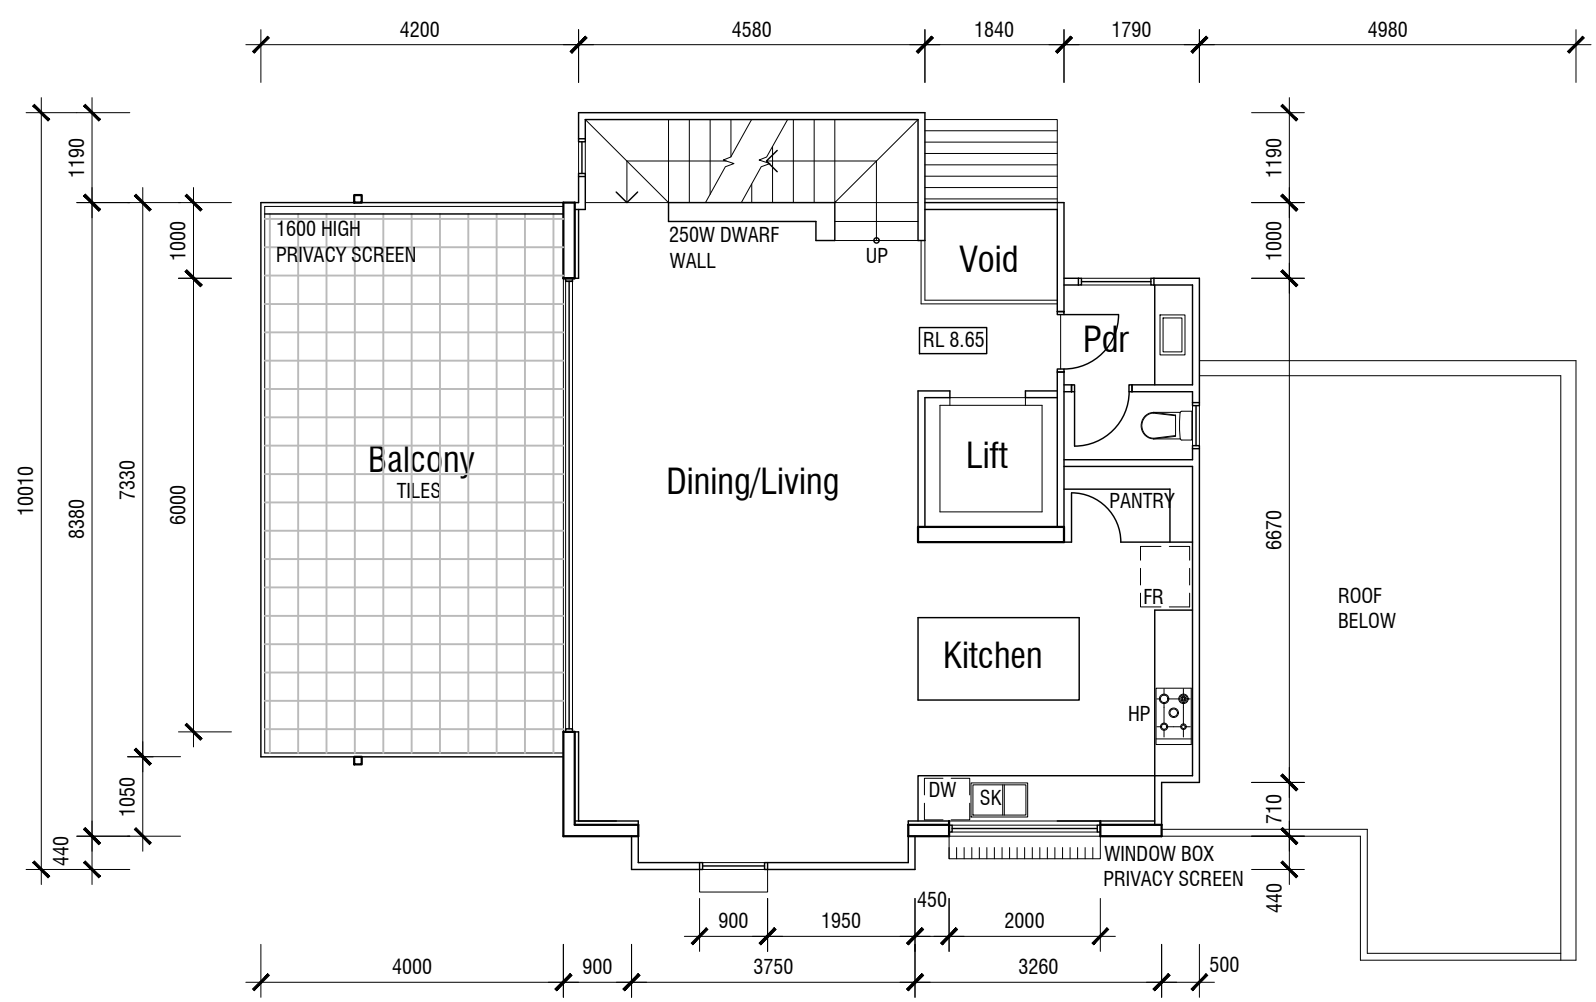 4200
4580
1840
1790
4980
1190
1190
1000
1000
1600 HIGH
PRIVACY SCREEN
250W DWARF
WALL
UP
Void
RL 8.65
Pdr
Balcony
TILES
Dining/Living
Lift
PANTRY
10010
8380
7330
6000
6670
FR
ROOF
BELOW
Kitchen
HP
DW
SK
1050
440
710
440
WINDOW BOX
PRIVACY SCREEN
450
900
1950
2000
4000
900
3750
3260
500